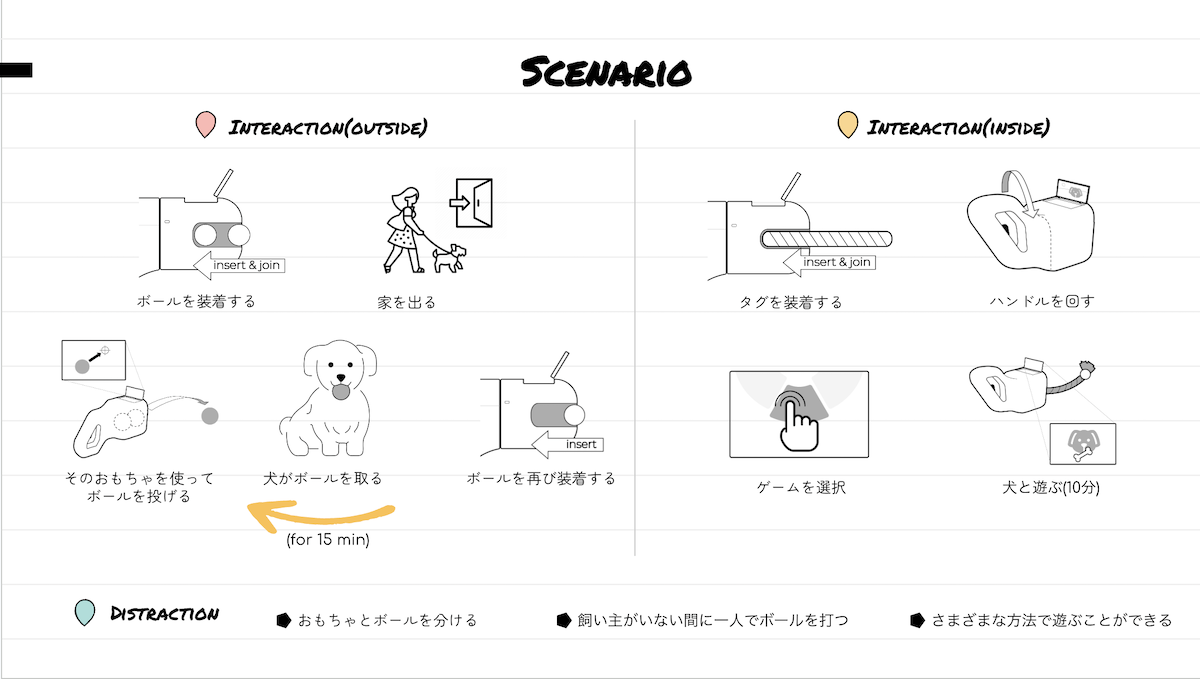 SCENARIO
INTERACTION(OUTSIDE)
insert & join
ボールを装着する
家を出る
そのおもちゃを使って
ボールを投げる
犬がボールを取る
insert
ボールを再び装着する
(for 15 min)
INTERACTION(INSIDE)
insert & join
タグを装着する
ハンドルを回す
ゲームを選択
犬と遊ぶ(10分)
DISTRACTION
おもちゃとボールを分ける
飼い主がいない間に一人でボールを打つ
さまざまな方法で遊ぶことができる